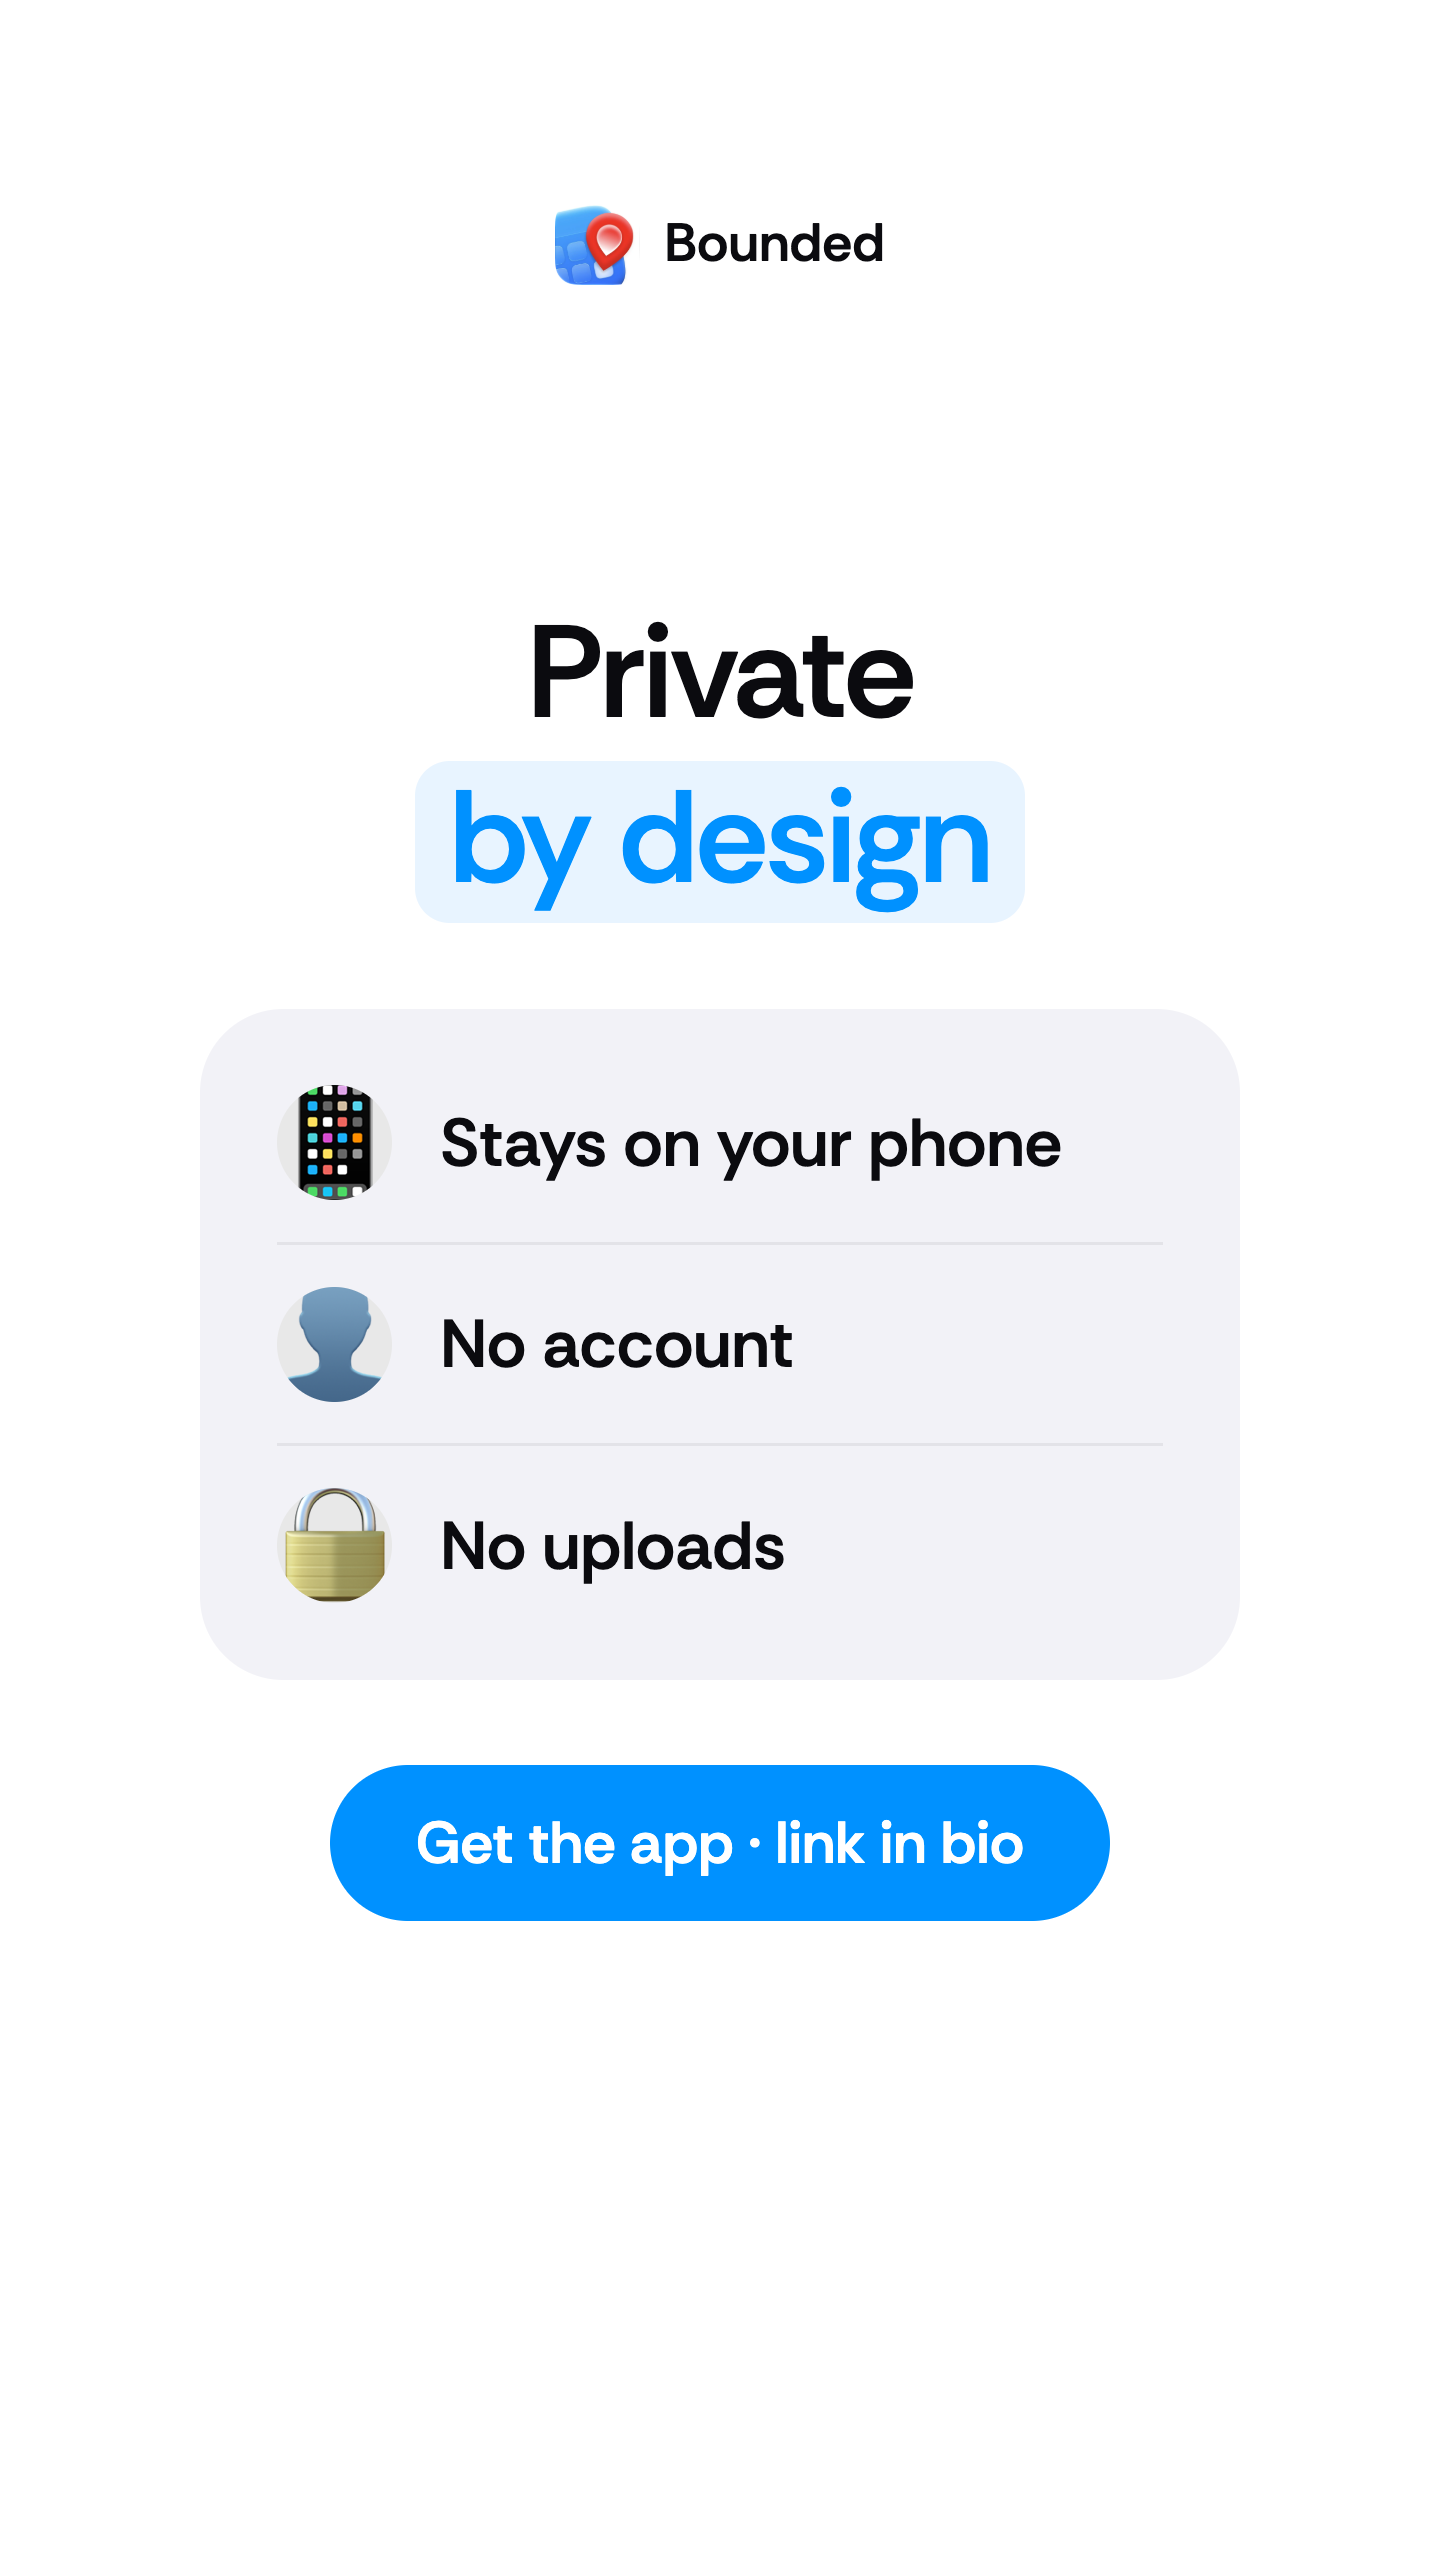 Bounded
Private
by design
Stays on your phone
No account
No uploads
Get the app · link in bio